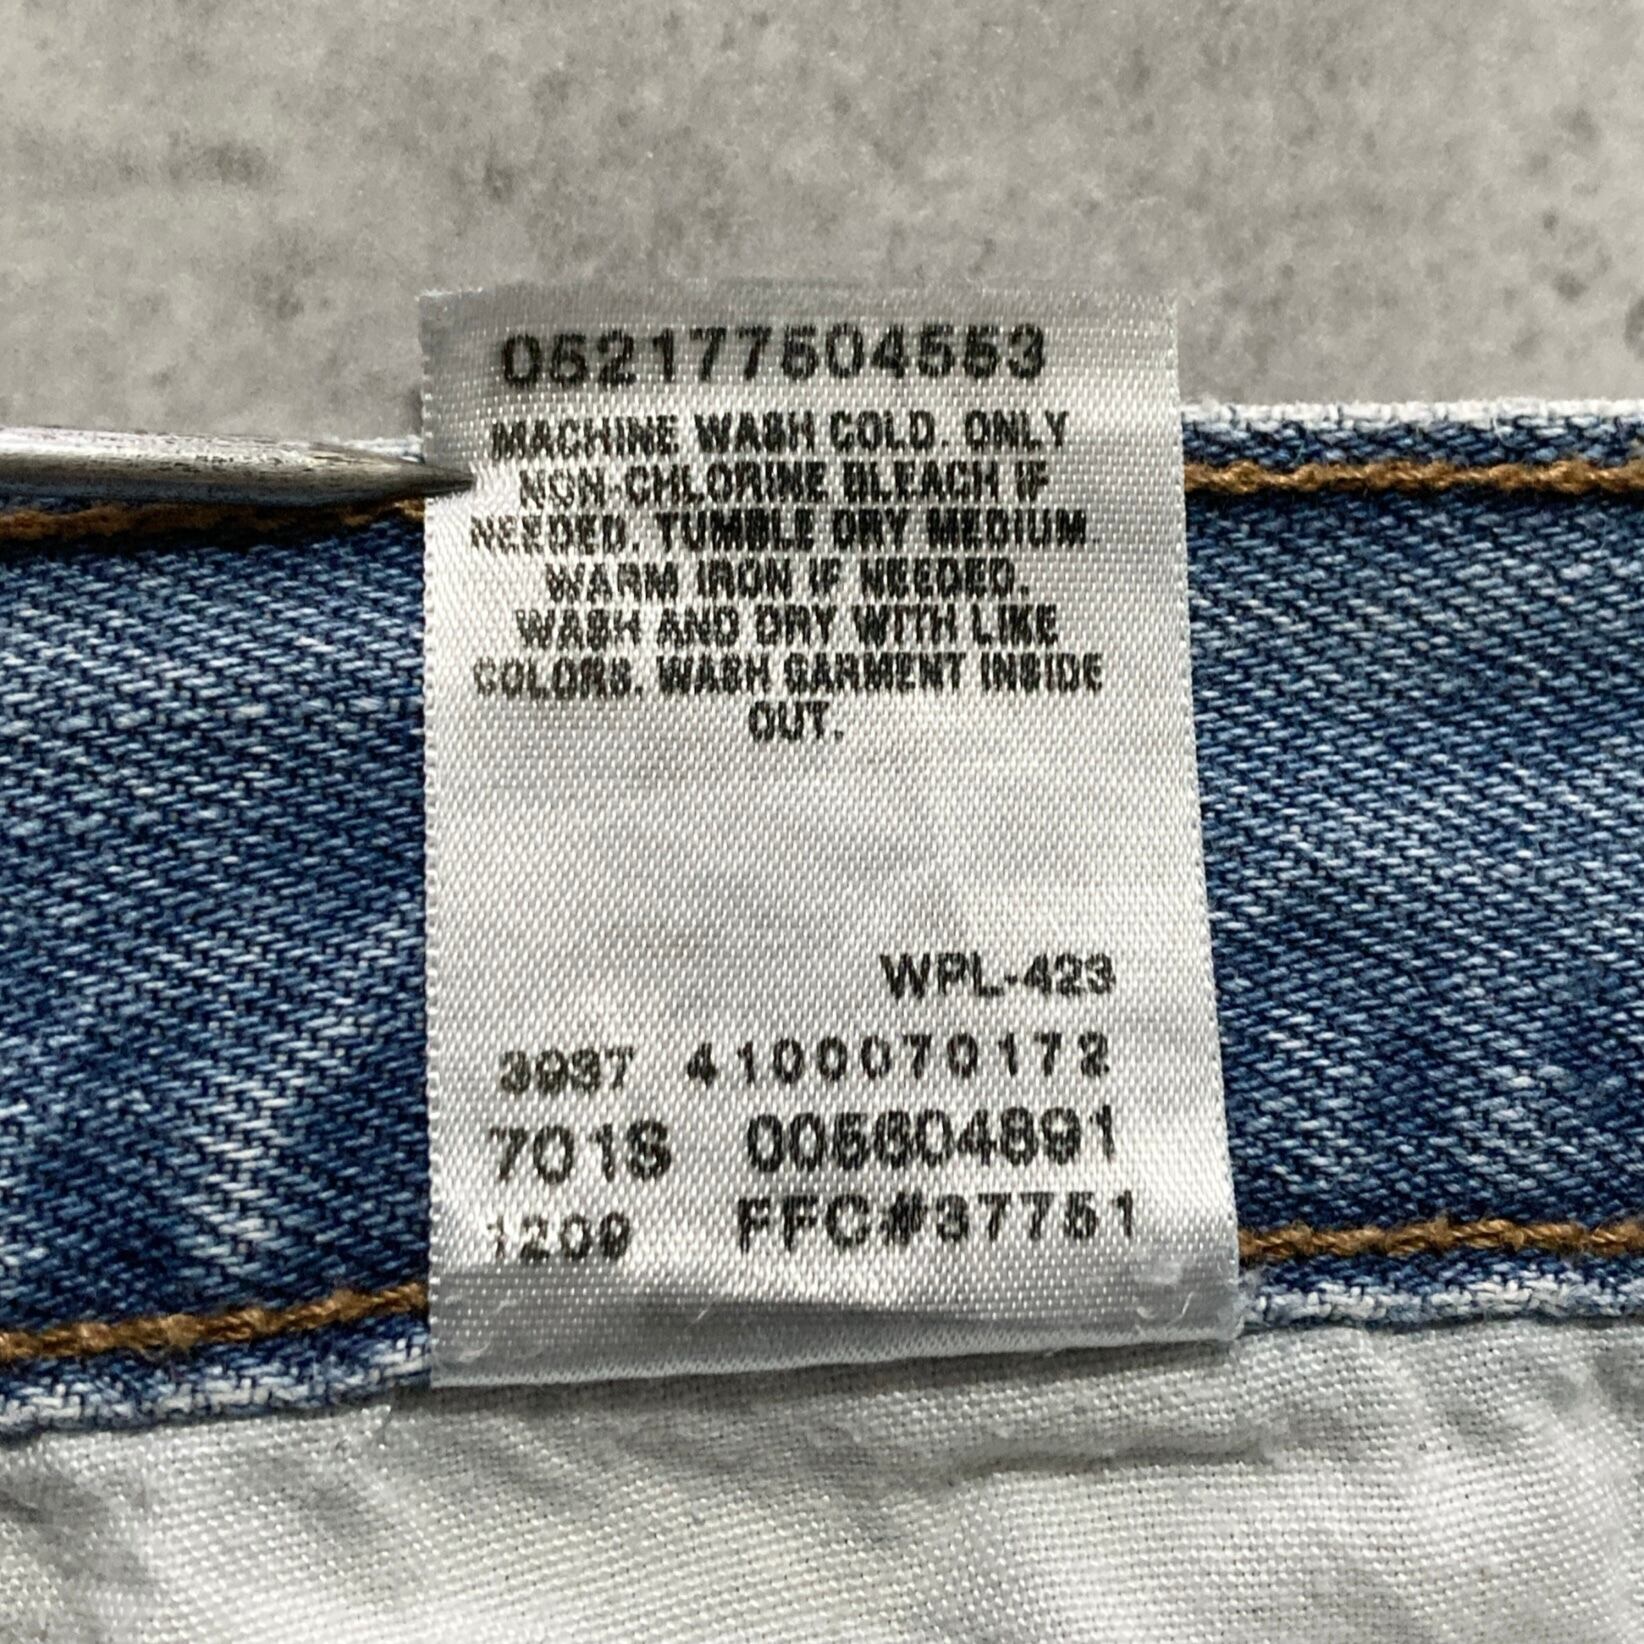 052177504553
MACHINE WASH COLD. ONLY
NON-CHLORINE BLEACH IF
NEEDED. TUMBLE DRY MEDIUM
WARM IRON IF NEEDED.
WASH AND DRY WITH LIKE
COLORS. WASH GARMENT INSIDE
OUT.
WPL-423
3937 4100070172
701S 005604891
1209 FFC#37751